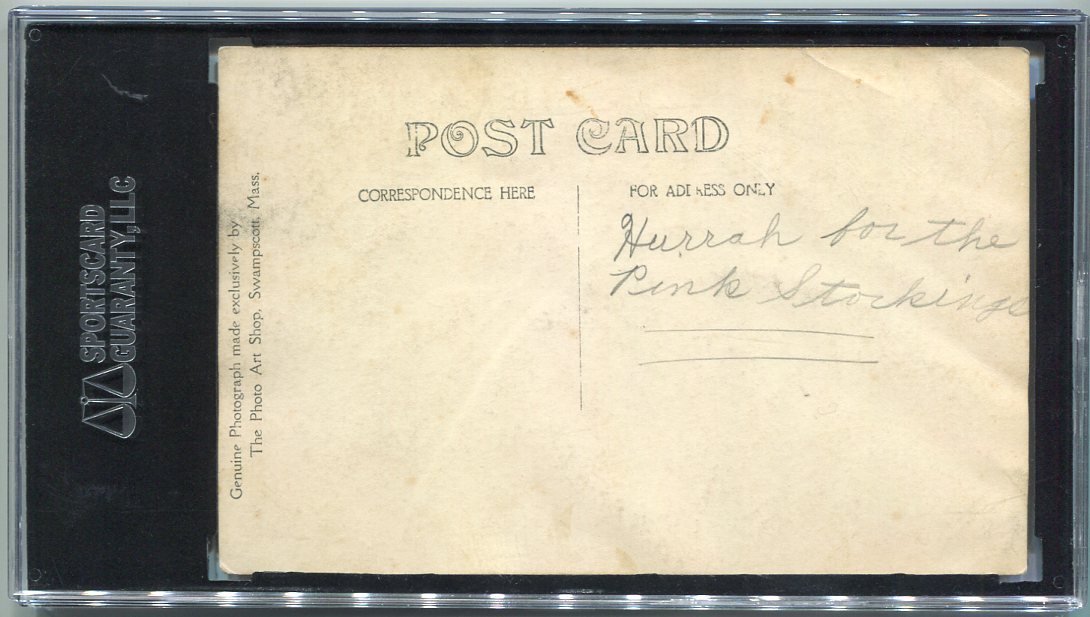 SPORTSCARD
GUARANTY, LLC
Genuine Photograph made exclusively by
The Photo Art Shop, Swampscott, Mass.
POST CARD
CORRESPONDENCE HERE
FOR ADDRESS ONLY
Hurrah for the
Pink Stockings